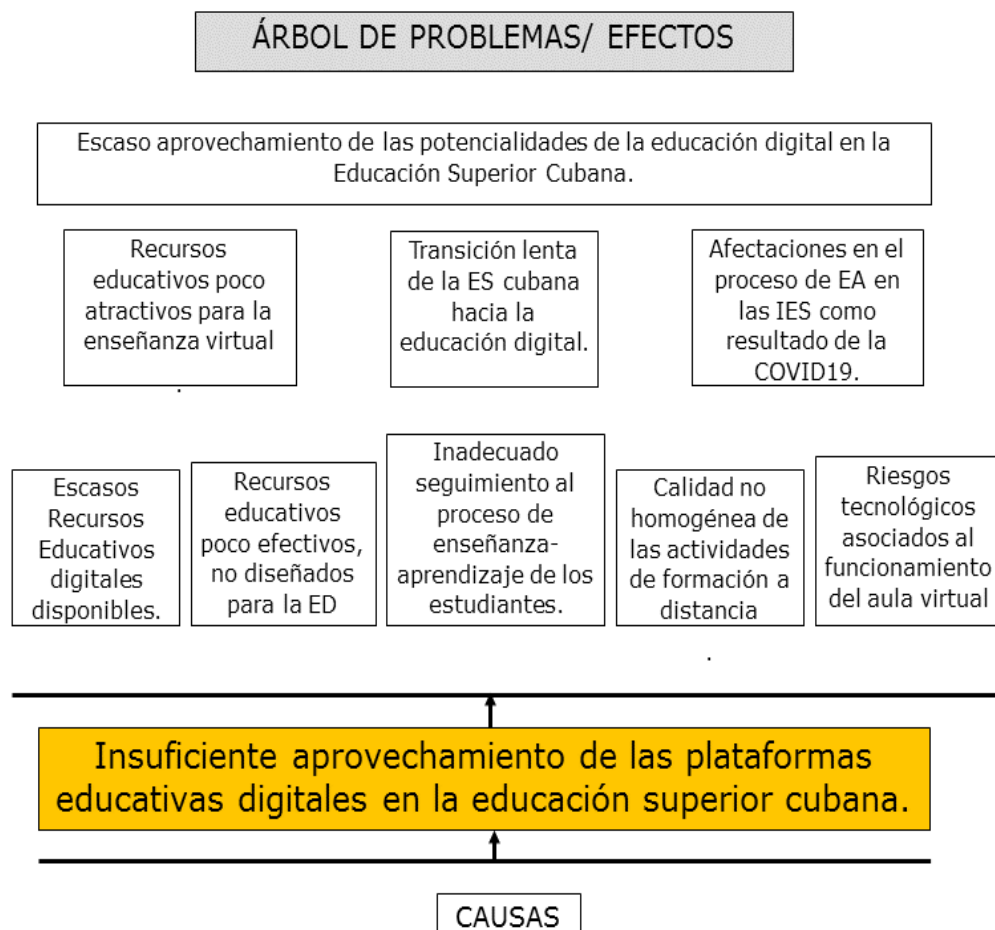 ÁRBOL DE PROBLEMAS/ EFECTOS
Escaso aprovechamiento de las potencialidades de la educación digital en la
Educación Superior Cubana.
Recursos
educativos poco
atractivos para la
enseñanza virtual
.
Transición lenta
de la ES cubana
hacia la
educación digital.
Afectaciones en el
proceso de EA en
las IES como
resultado de la
COVID19.
Escasos
Recursos
Educativos
digitales
disponibles.
Recursos
educativos
poco efectivos,
no diseñados
para la ED
Inadecuado
seguimiento al
proceso de
enseñanza-
aprendizaje de los
estudiantes.
Calidad no
homogénea de
las actividades
de formación a
distancia
.
Riesgos
tecnológicos
asociados al
funcionamiento
del aula virtual
Insuficiente aprovechamiento de las plataformas
educativas digitales en la educación superior cubana.
CAUSAS